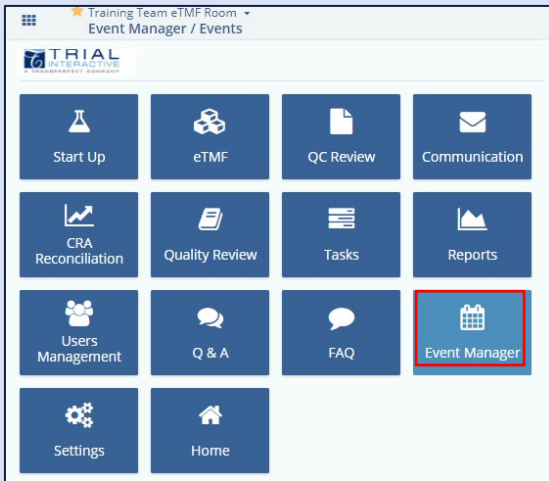 Training Team eTMF Room
Event Manager / Events
TRIAL
INTERACTIVE
A TRANSPERFECT COMPANY
Start Up
eTMF
QC Review
Communication
CRA
Reconciliation
Quality Review
Tasks
Reports
Users
Management
Q & A
FAQ
Event Manager
Settings
Home